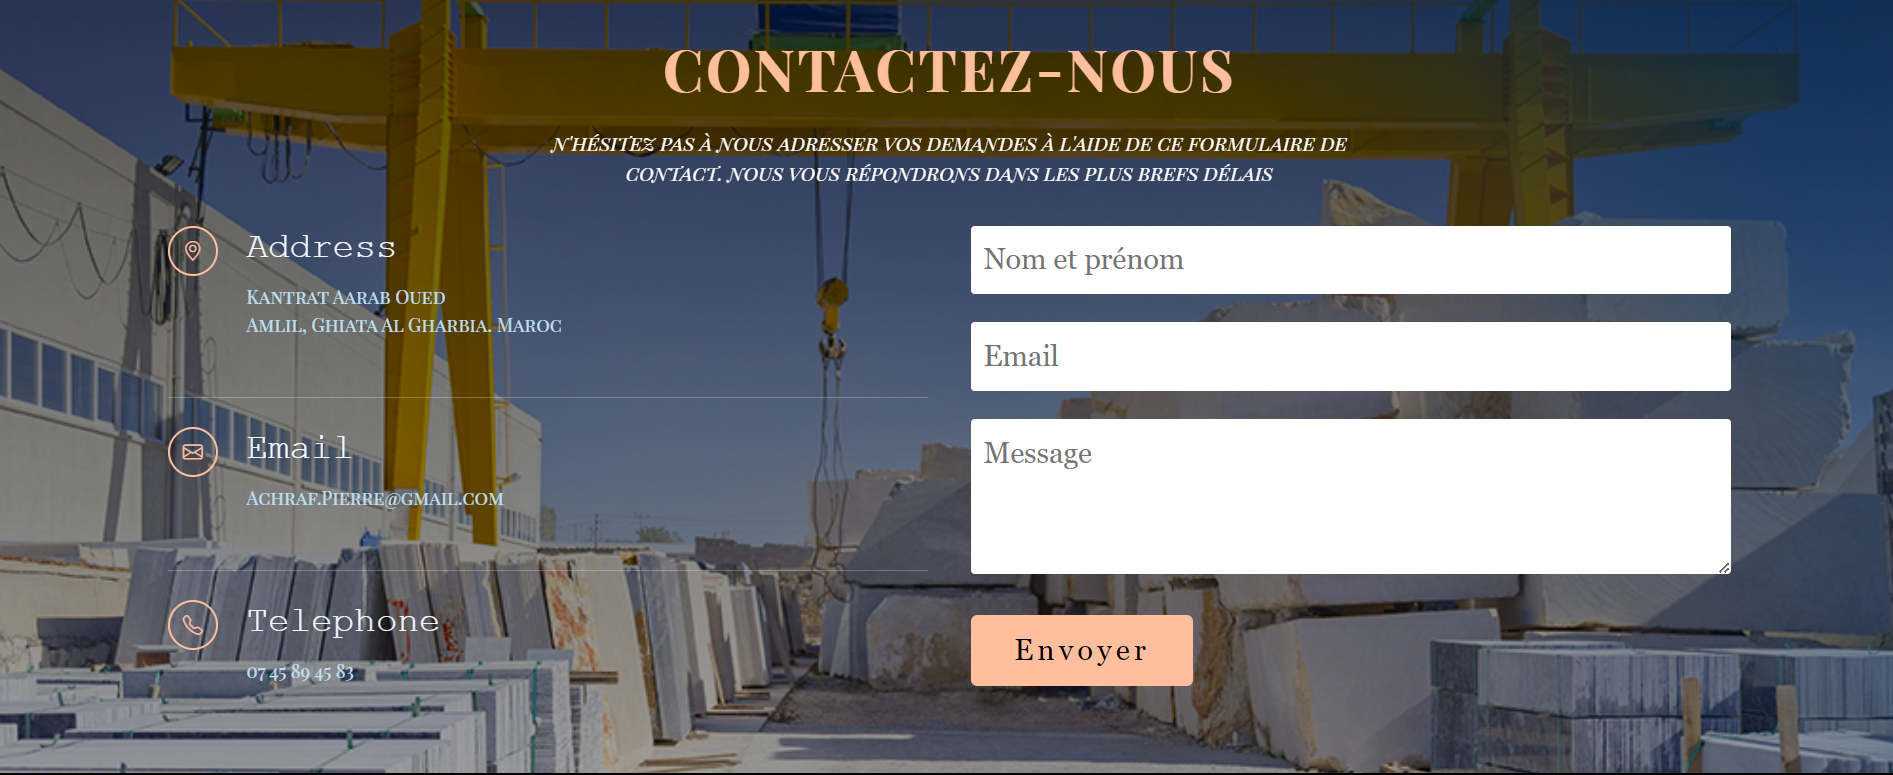 CONTACTEZ-NOUS
N'HÉSITEZ PAS À NOUS ADRESSER VOS DEMANDES À L'AIDE DE CE FORMULAIRE DE
CONTACT. NOUS VOUS RÉPONDRONS DANS LES PLUS BREFS DÉLAIS
Address
Kantrat Aarab Oued
Amlil, Ghiata Al Gharbia. Maroc
Email
Achraf.Pierre@gmail.com
Telephone
07 45 89 45 83
Nom et prénom
Email
Message
Envoyer